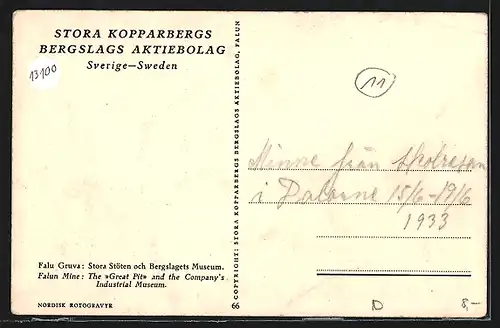 STORA KOPPARBERGS
BERGSLAGS AKTIEBOLAG
Sverige—Sweden
13100
Falu Gruva: Stora Stöten och Bergslagets Museum.
Falun Mine: The »Great Pit» and the Company's
Industrial Museum.
NORDISK ROTOGRAVYR
COPYRIGHT: STORA KOPPARBERGS BERGSLAGS AKTIEBOLAG, FALUN
66
11
Minne från skolresan
i Dalarne 15/6-19/6
1933
D
8,-